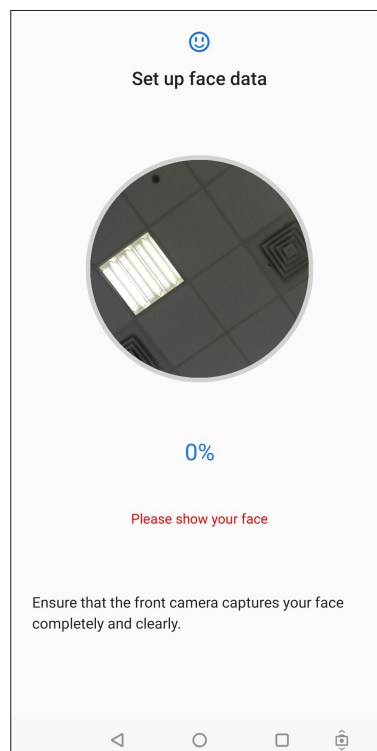 Set up face data
0%
Please show your face
Ensure that the front camera captures your face
completely and clearly.